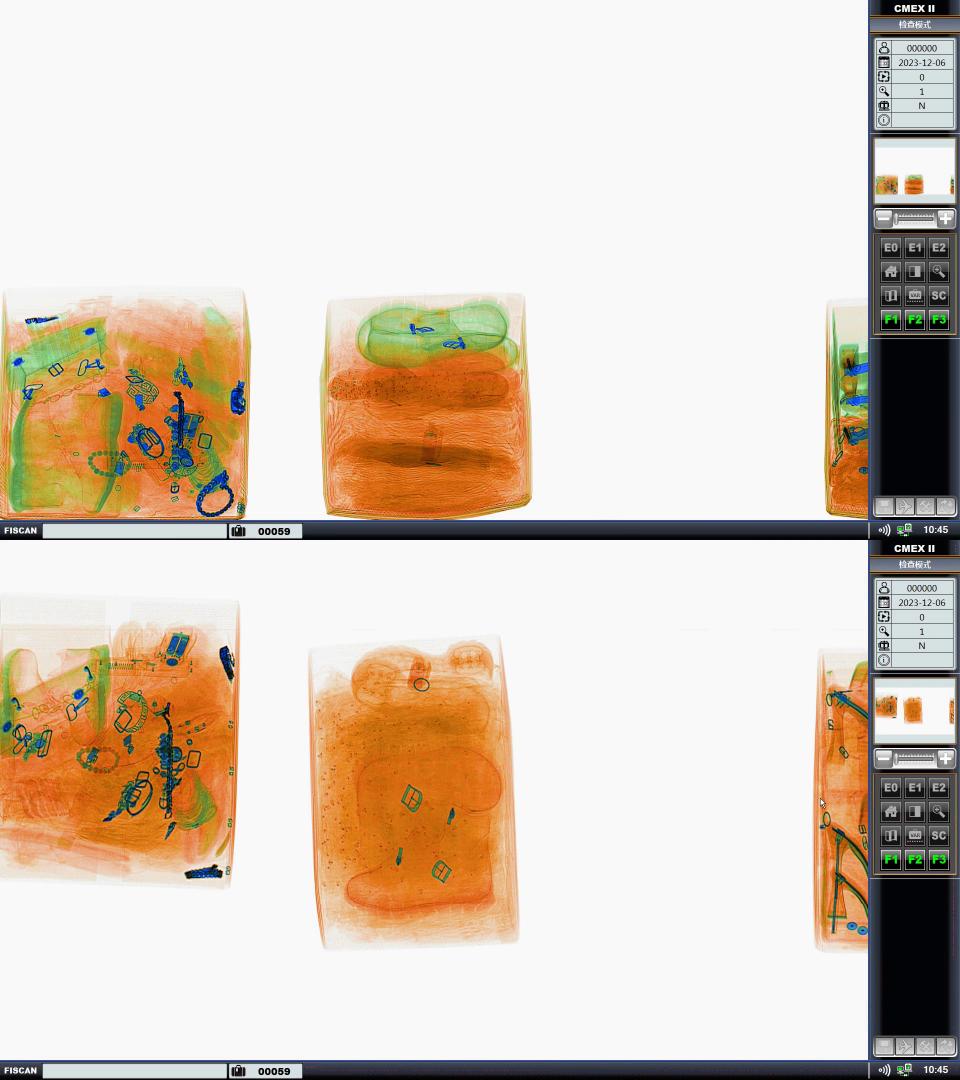 CMEX II
检查模式
000000
2023-12-06
0
1
N
E0 E1 E2
VAR SC
F1 F2 F3
FISCAN 00059 10:45
CMEX II
检查模式
000000
2023-12-06
0
1
N
E0 E1 E2
VAR SC
F1 F2 F3
FISCAN 00059 10:45